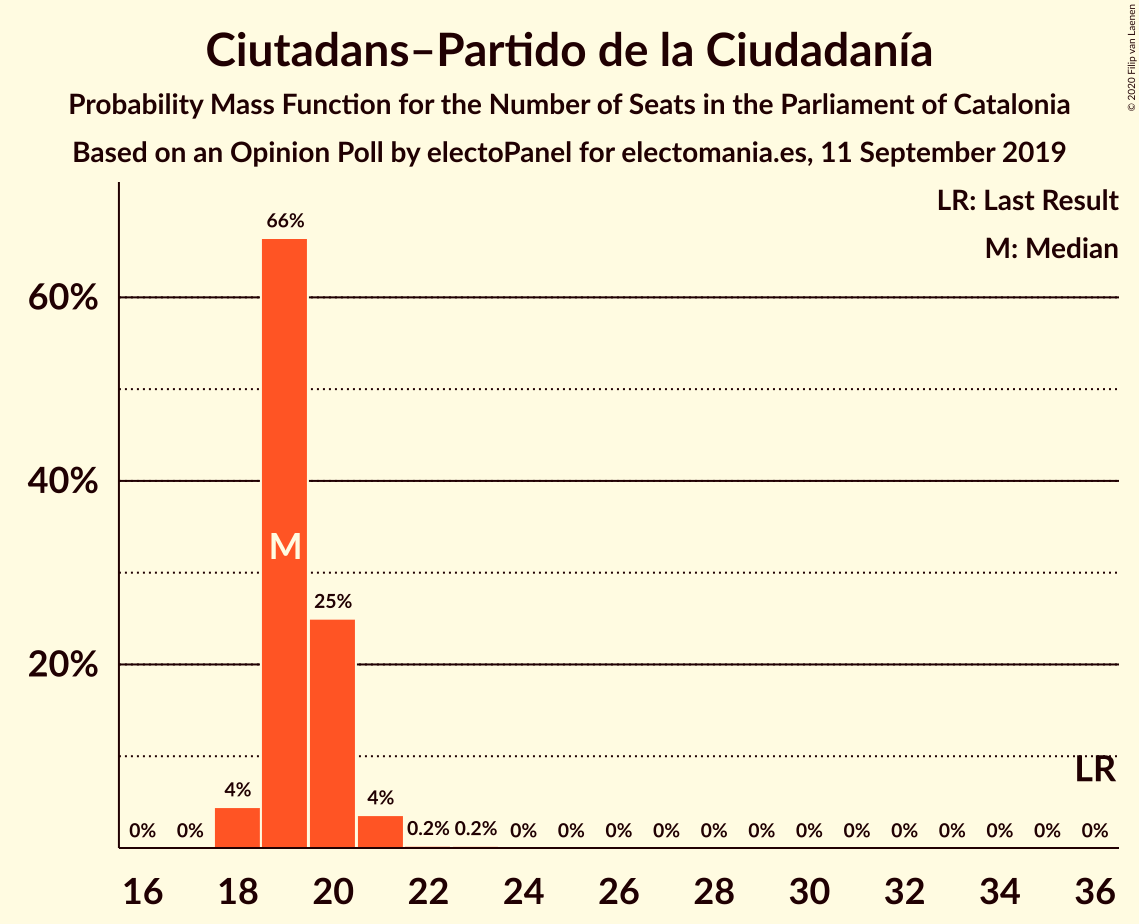 Ciutadans–Partido de la Ciudadanía
Probability Mass Function for the Number of Seats in the Parliament of Catalonia
Based on an Opinion Poll by electoPanel for electomania.es, 11 September 2019
© 2020 Filip van Laenen
LR: Last Result
M: Median
66%
60%
40%
M
25%
20%
LR
4%
4%
0% 0% 0.2% 0.2% 0% 0% 0% 0% 0% 0% 0% 0% 0% 0% 0% 0% 0%
16 18 20 22 24 26 28 30 32 34 36